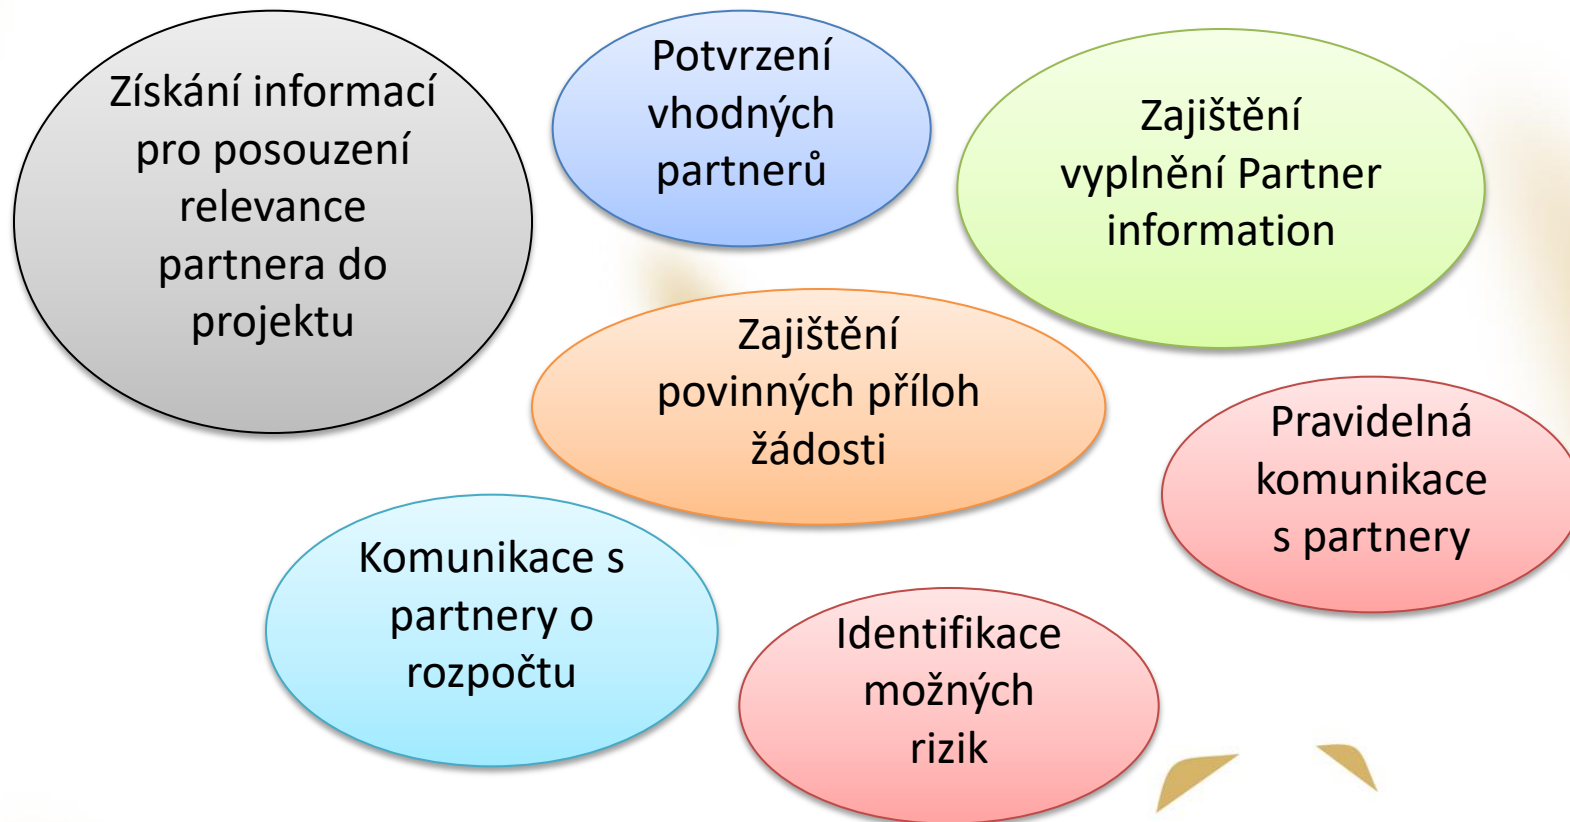 Získání informací
pro posouzení
relevance
partnera do
projektu
Potvrzení
vhodných
partnerů
Zajištění
vyplnění Partner
information
Zajištění
povinných příloh
žádosti
Pravidelná
komunikace
s partnery
Komunikace s
partnery o
rozpočtu
Identifikace
možných
rizik